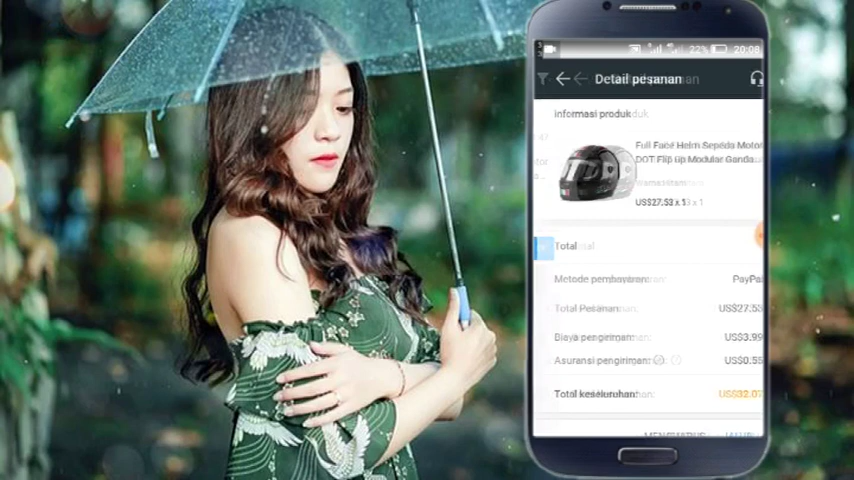 22% 20:08
Detail pesanan
informasi produk
Full Face Helm Sepeda Motor
DOT Flip Up Modular Ganda...
US$27.53 x 1
Total
Metode pembayaran: PayPa
Total Pesanan: US$27.53
Biaya pengiriman: US$3.99
Asuransi pengiriman: US$0.55
Total keseluruhan: US$32.07